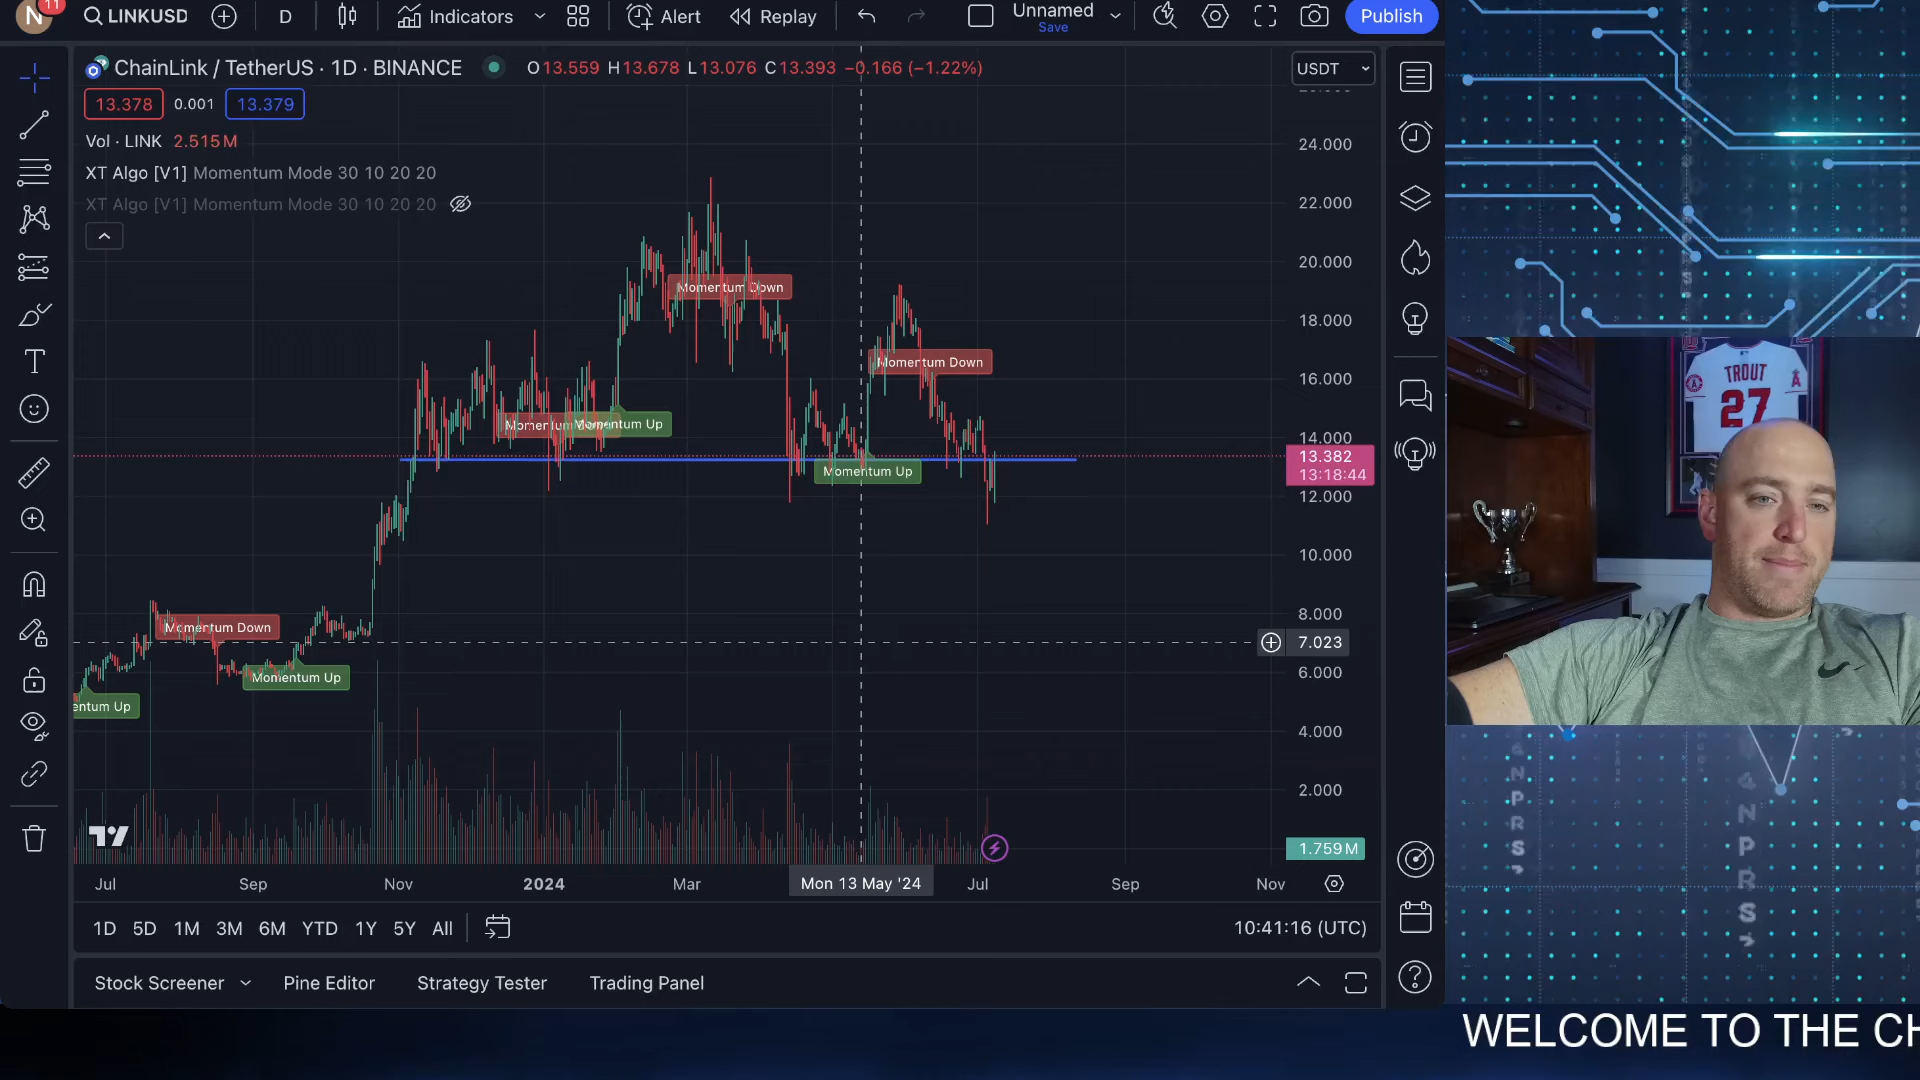 N
11
LINKUSD
D
Indicators
Alert
Replay
Unnamed
Save
Publish
ChainLink / TetherUS · 1D · BINANCE
O13.559 H13.678 L13.076 C13.393 −0.166 (−1.22%)
USDT
13.378
0.001
13.379
Vol · LINK 2.515M
XT Algo [V1] Momentum Mode 30 10 20 20
XT Algo [V1] Momentum Mode 30 10 20 20
24.000
22.000
20.000
18.000
16.000
14.000
13.382
13:18:44
12.000
10.000
8.000
7.023
6.000
4.000
2.000
1.759M
Momentum Down
Momentum Down
Momentum Up
Momentum Up
Momentum Down
Momentum Up
entum Up
Jul
Sep
Nov
2024
Mar
Mon 13 May '24
Jul
Sep
Nov
1D 5D 1M 3M 6M YTD 1Y 5Y All
10:41:16 (UTC)
Stock Screener
Pine Editor
Strategy Tester
Trading Panel
TROUT
27
WELCOME TO THE CH